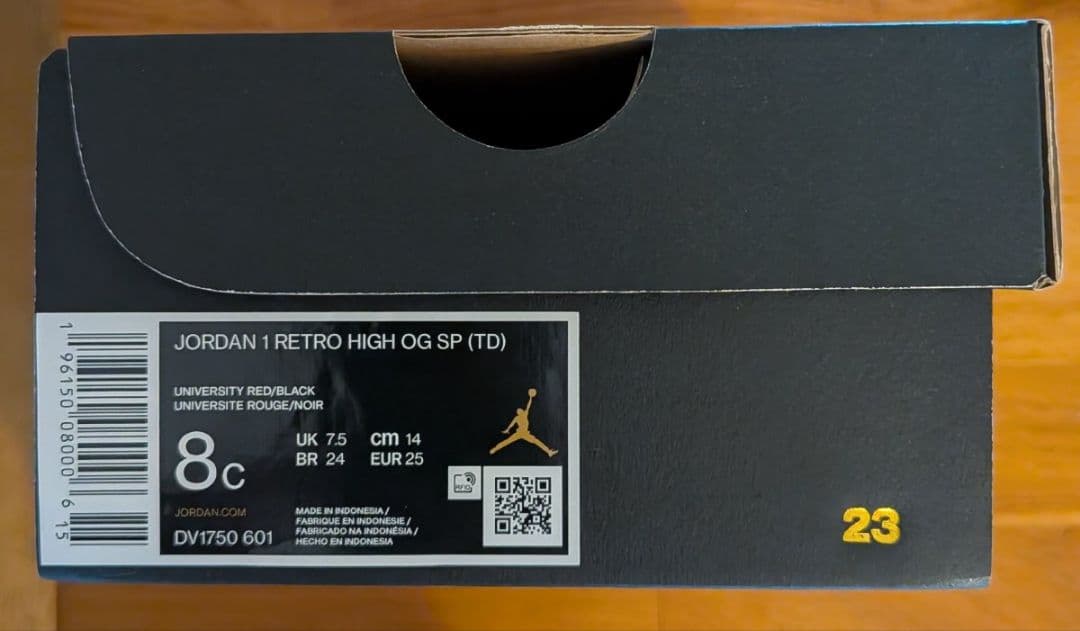 JORDAN 1 RETRO HIGH OG SP (TD)
UNIVERSITY RED/BLACK
UNIVERSITE ROUGE/NOIR
8C
UK 7.5 cm 14
BR 24 EUR 25
RFID
JORDAN.COM
DV1750 601
MADE IN INDONESIA /
FABRIQUE EN INDONESIE /
FABRICADO NA INDONÉSIA /
HECHO EN INDONESIA
1 96150 08000 6 15
23